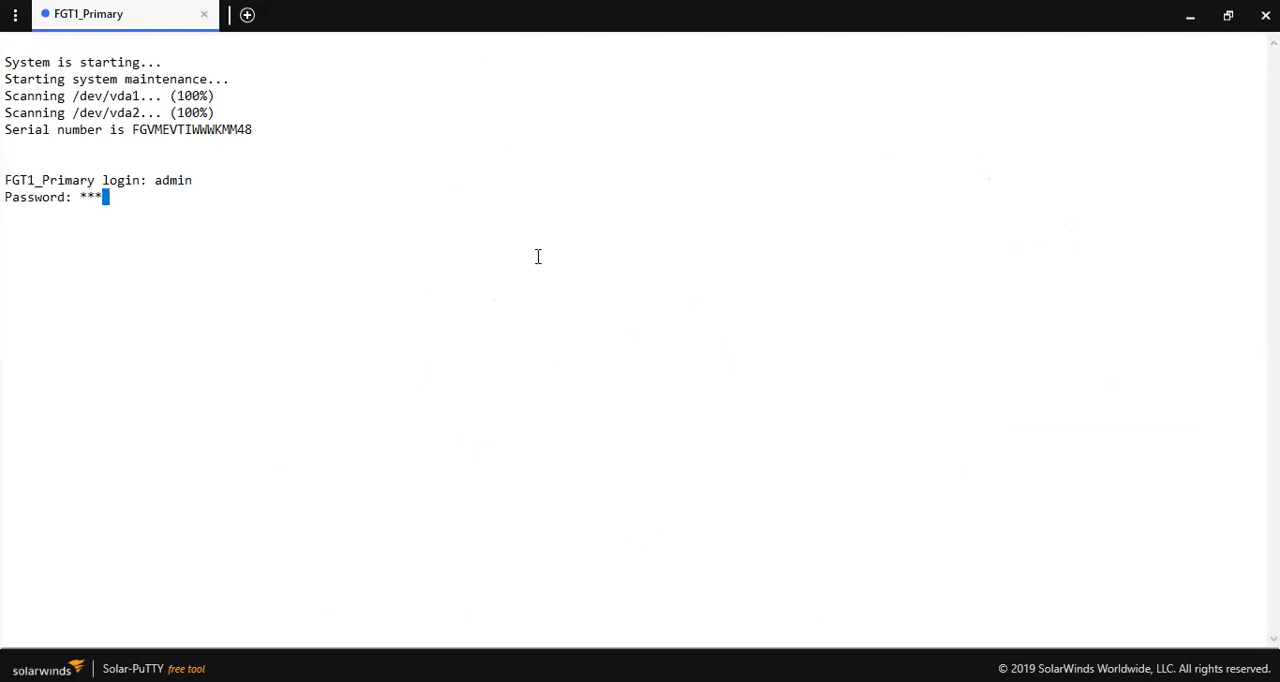 FGT1_Primary
System is starting...
Starting system maintenance...
Scanning /dev/vda1... (100%)
Scanning /dev/vda2... (100%)
Serial number is FGVMEVTIWWWKMM48
FGT1_Primary login: admin
Password: ***
solarwinds Solar-PuTTY free tool © 2019 SolarWinds Worldwide, LLC. All rights reserved.